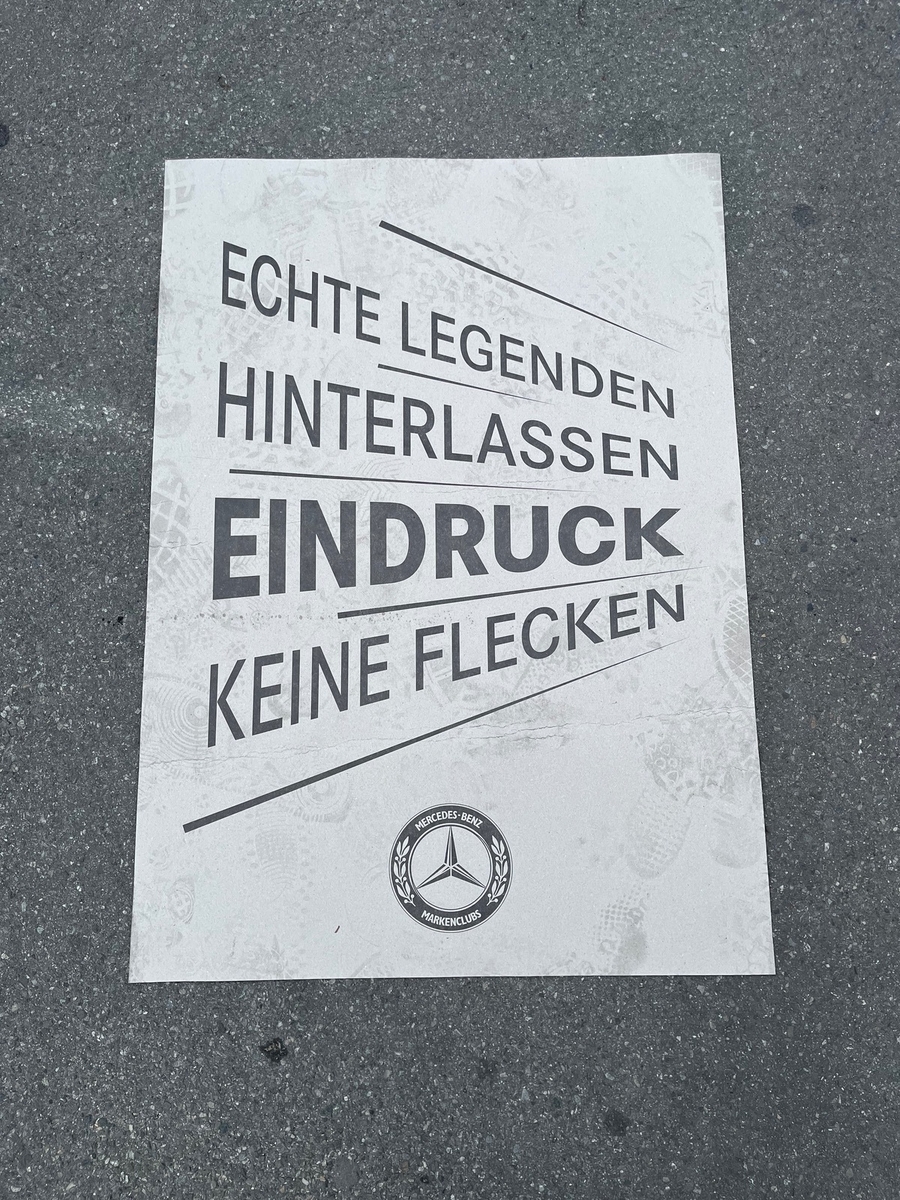 ECHTE LEGENDEN
HINTERLASSEN
EINDRUCK
KEINE FLECKEN
MERCEDES-BENZ
MARKENCLUBS